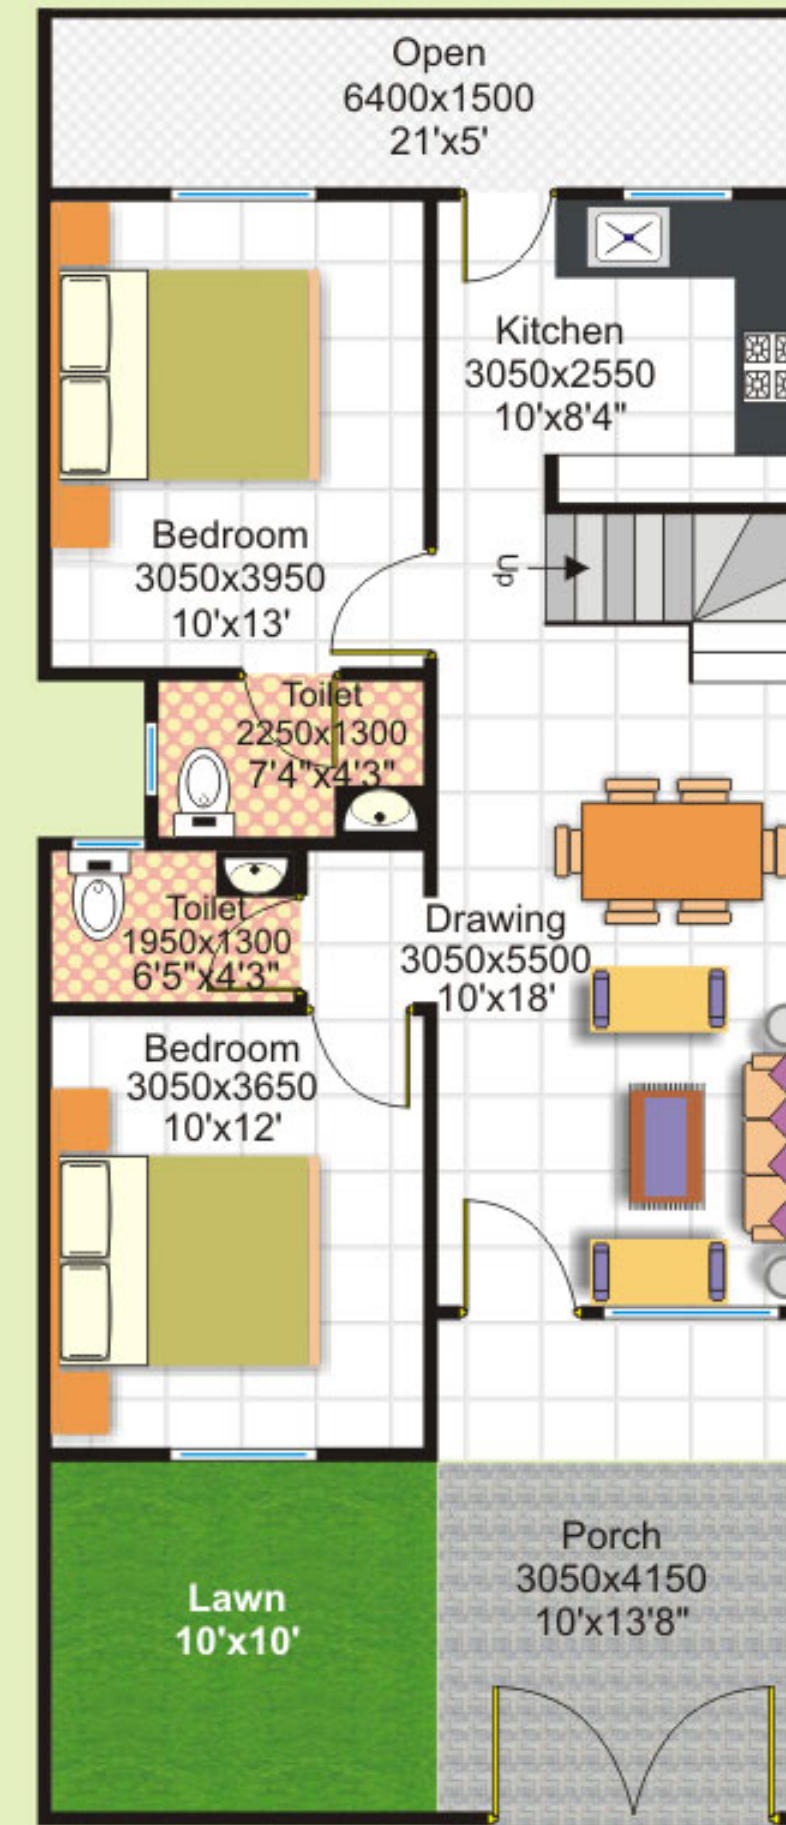 Open
6400x1500
21'x5'
Kitchen
3050x2550
10'x8'4"
Bedroom
3050x3950
10'x13'
Up
Toilet
2250x1300
7'4"x4'3"
Toilet
1950x1300
6'5"x4'3"
Drawing
3050x5500
10'x18'
Bedroom
3050x3650
10'x12'
Lawn
10'x10'
Porch
3050x4150
10'x13'8"